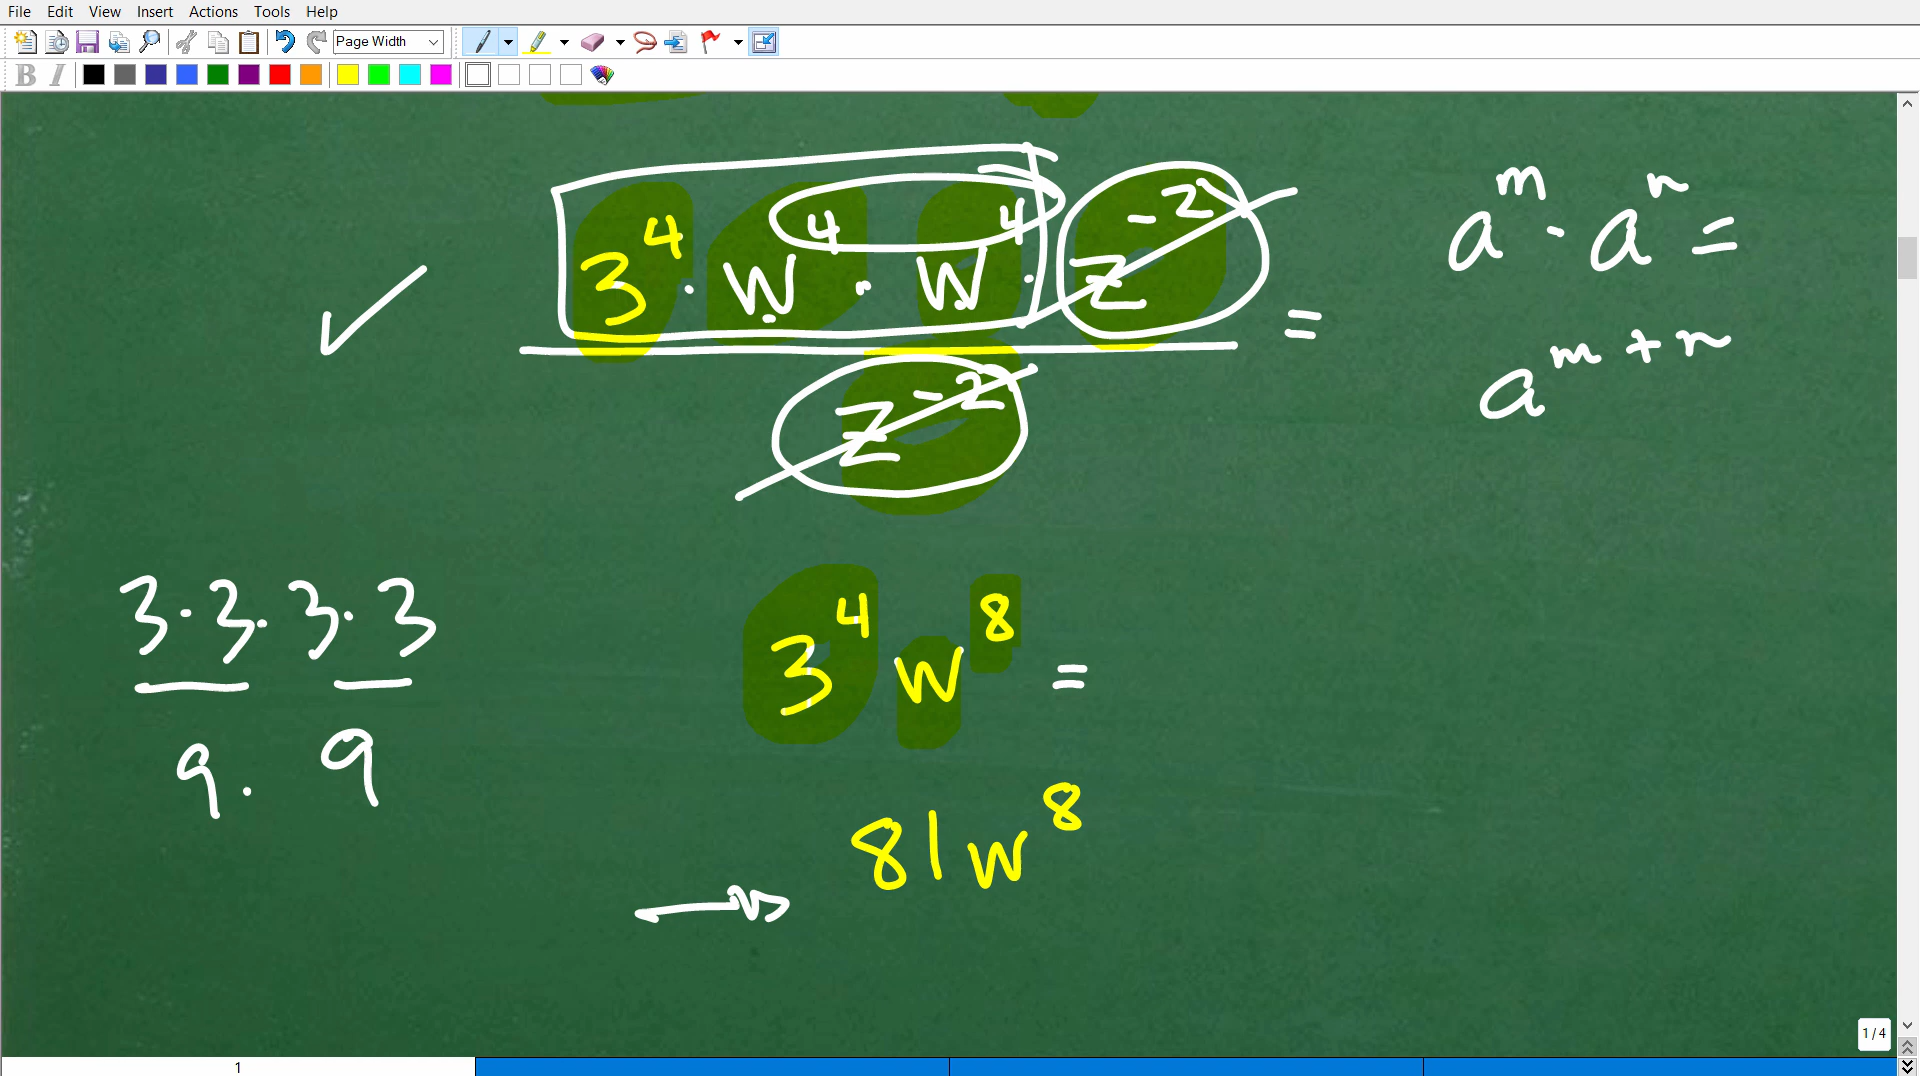 File Edit View Insert Actions Tools Help
Page Width
B I
3⁴ · w⁴ · w⁴ · z⁻² =
z⁻²
aᵐ · aⁿ =
aᵐ⁺ⁿ
3 · 3 · 3 · 3
9 · 9
3⁴ w⁸ =
81w⁸
1 / 4
1